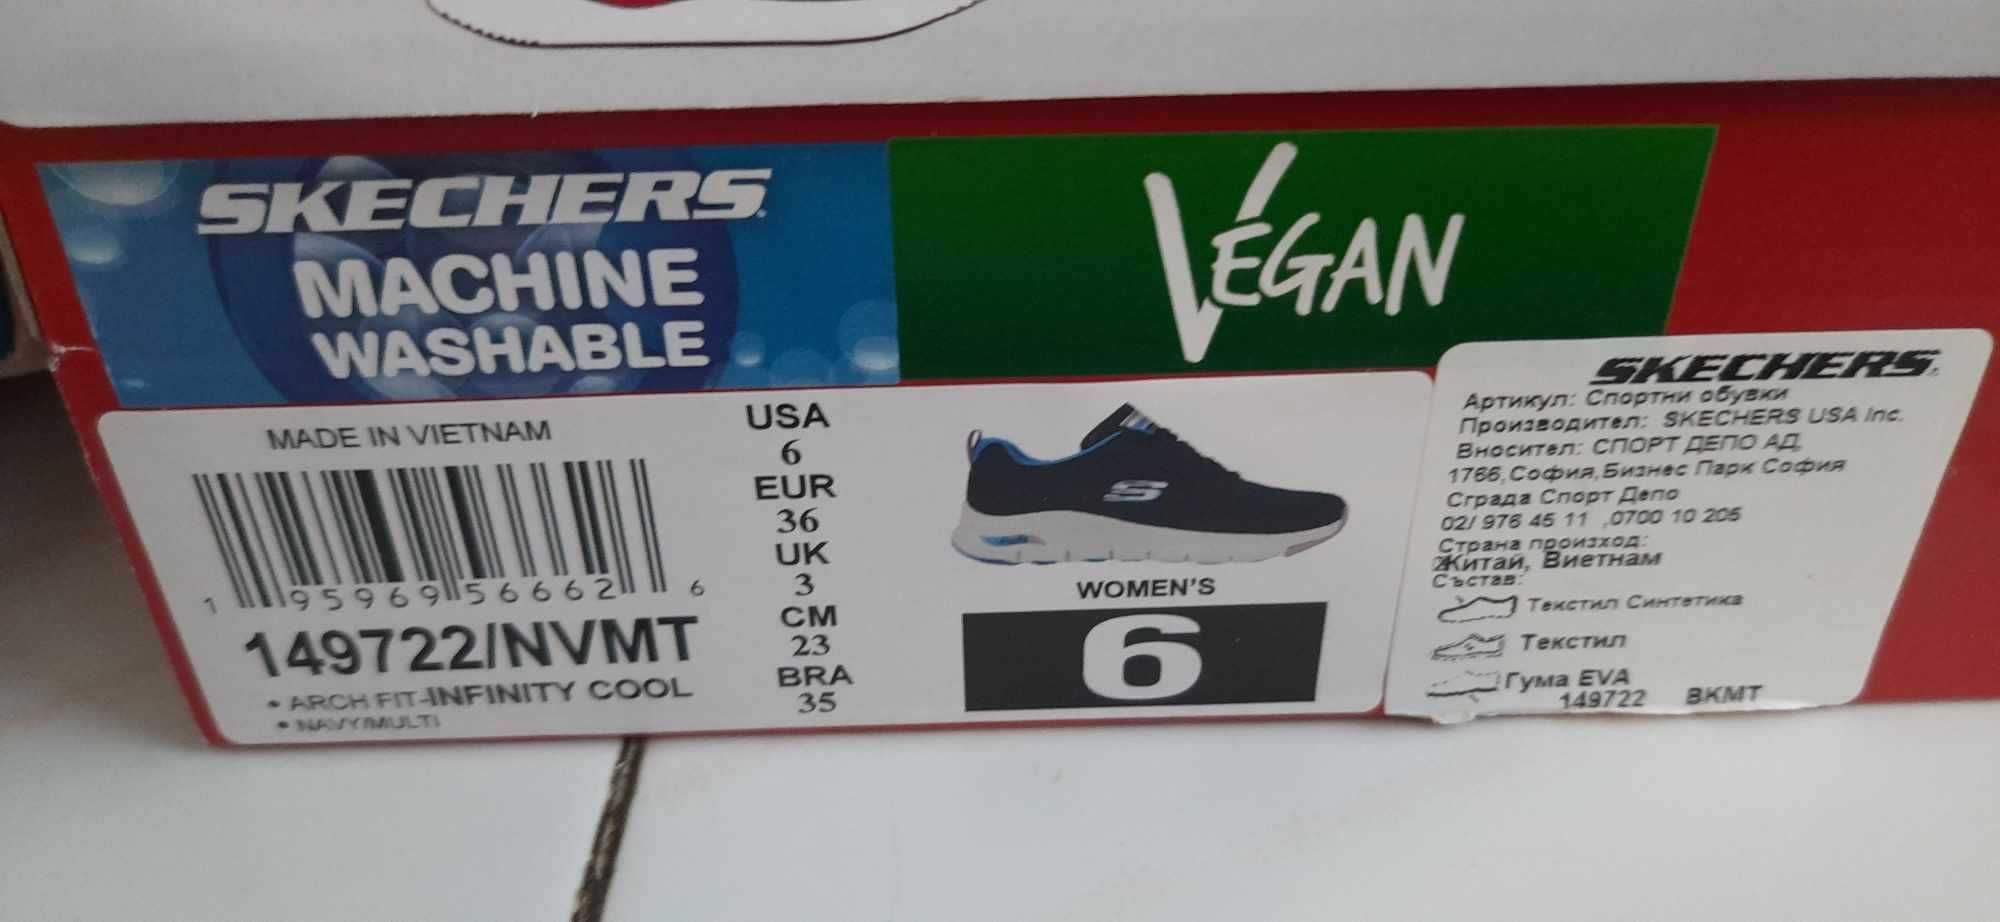 SKECHERS
MACHINE
WASHABLE
VEGAN
MADE IN VIETNAM
1 95969 56662 6
149722/NVMT
• ARCH FIT-INFINITY COOL
• NAVY/MULTI
USA
6
EUR
36
UK
3
CM
23
BRA
35
WOMEN'S
6
SKECHERS
Артикул: Спортни обувки
Производител: SKECHERS USA Inc.
Вносител: СПОРТ ДЕПО АД,
1766,София,Бизнес Парк София
Сграда Спорт Депо
02/ 976 45 11 ,0700 10 205
Страна произход:
Китай, Виетнам
Състав:
Текстил Синтетика
Текстил
Гума EVA
149722 BKMT